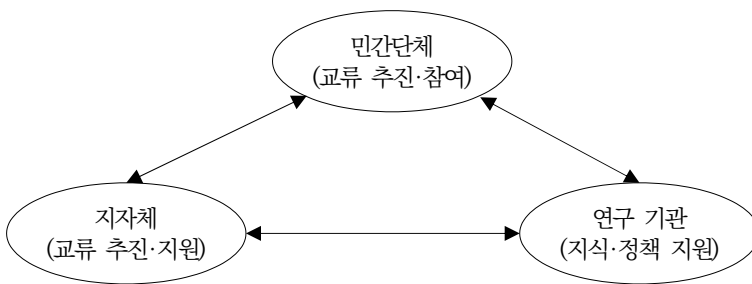 민간단체
(교류 추진·참여)
지자체
(교류 추진·지원)
연구 기관
(지식·정책 지원)